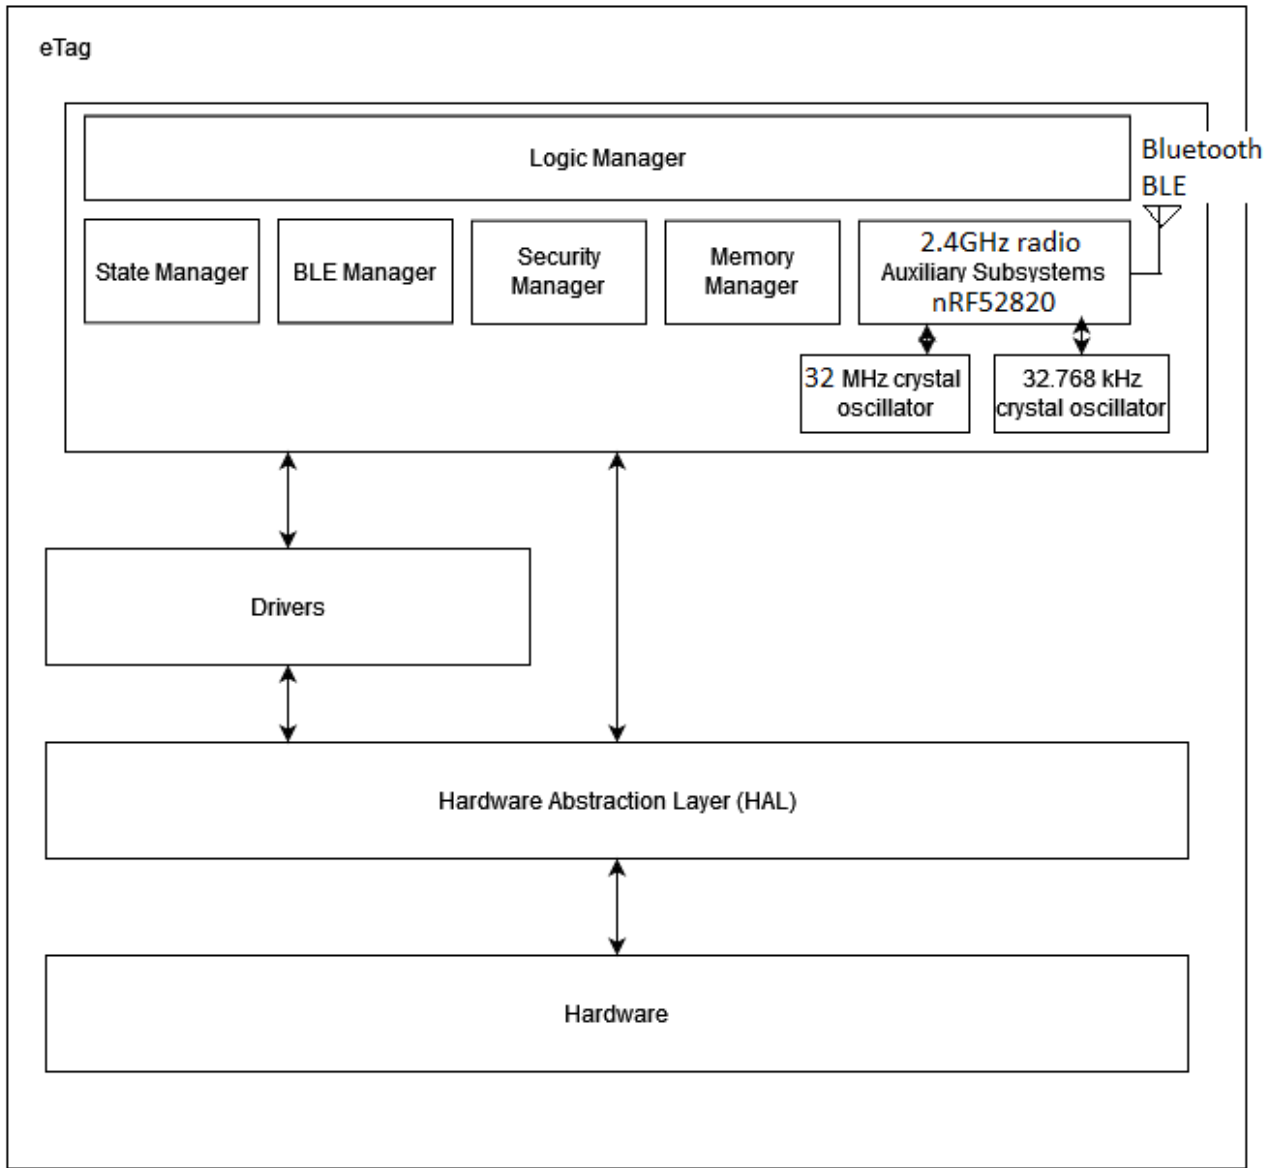 eTag
Logic Manager
Bluetooth
BLE
State Manager
BLE Manager
Security
Manager
Memory
Manager
2.4GHz radio
Auxiliary Subsystems
nRF52820
32 MHz crystal
oscillator
32.768 kHz
crystal oscillator
Drivers
Hardware Abstraction Layer (HAL)
Hardware